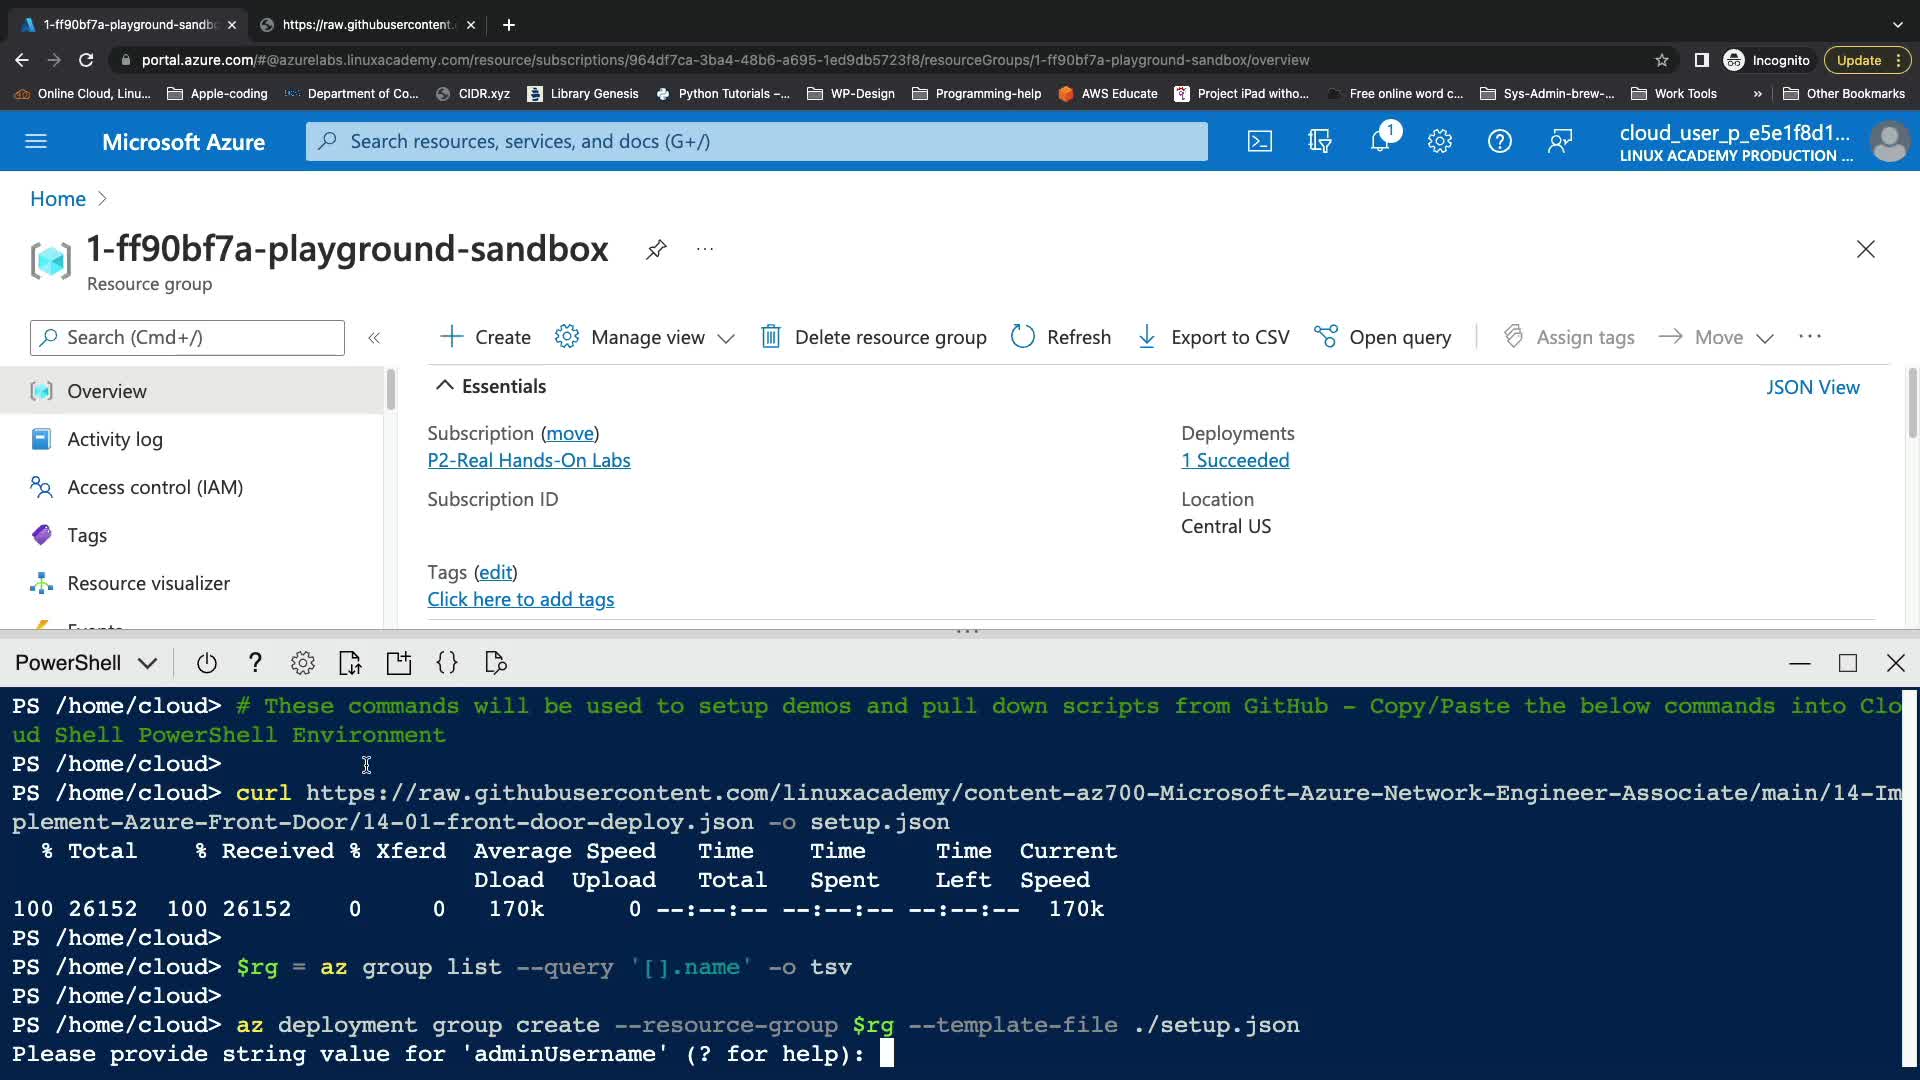 1-ff90bf7a-playground-sandbo
https://raw.githubusercontent.
portal.azure.com/#@azurelabs.linuxacademy.com/resource/subscriptions/964df7ca-3ba4-48b6-a695-1ed9db5723f8/resourceGroups/1-ff90bf7a-playground-sandbox/overview
Incognito
Update
Online Cloud, Linu...
Apple-coding
Department of Co...
CIDR.xyz
Library Genesis
Python Tutorials –...
WP-Design
Programming-help
AWS Educate
Project iPad witho...
Free online word c...
Sys-Admin-brew-...
Work Tools
»
Other Bookmarks
Microsoft Azure
Search resources, services, and docs (G+/)
1
cloud_user_p_e5e1f8d1...
LINUX ACADEMY PRODUCTION ...
Home >
1-ff90bf7a-playground-sandbox
Resource group
Search (Cmd+/)
«
Create
Manage view
Delete resource group
Refresh
Export to CSV
Open query
Assign tags
Move
Overview
Activity log
Access control (IAM)
Tags
Resource visualizer
Events
Essentials
JSON View
Subscription (move)
P2-Real Hands-On Labs
Subscription ID
Deployments
1 Succeeded
Location
Central US
Tags (edit)
Click here to add tags
PowerShell
PS /home/cloud> # These commands will be used to setup demos and pull down scripts from GitHub - Copy/Paste the below commands into Clo
ud Shell PowerShell Environment
PS /home/cloud>
PS /home/cloud> curl https://raw.githubusercontent.com/linuxacademy/content-az700-Microsoft-Azure-Network-Engineer-Associate/main/14-Im
plement-Azure-Front-Door/14-01-front-door-deploy.json -o setup.json
% Total % Received % Xferd Average Speed Time Time Time Current
Dload Upload Total Spent Left Speed
100 26152 100 26152 0 0 170k 0 --:--:-- --:--:-- --:--:-- 170k
PS /home/cloud>
PS /home/cloud> $rg = az group list --query '[].name' -o tsv
PS /home/cloud>
PS /home/cloud> az deployment group create --resource-group $rg --template-file ./setup.json
Please provide string value for 'adminUsername' (? for help):